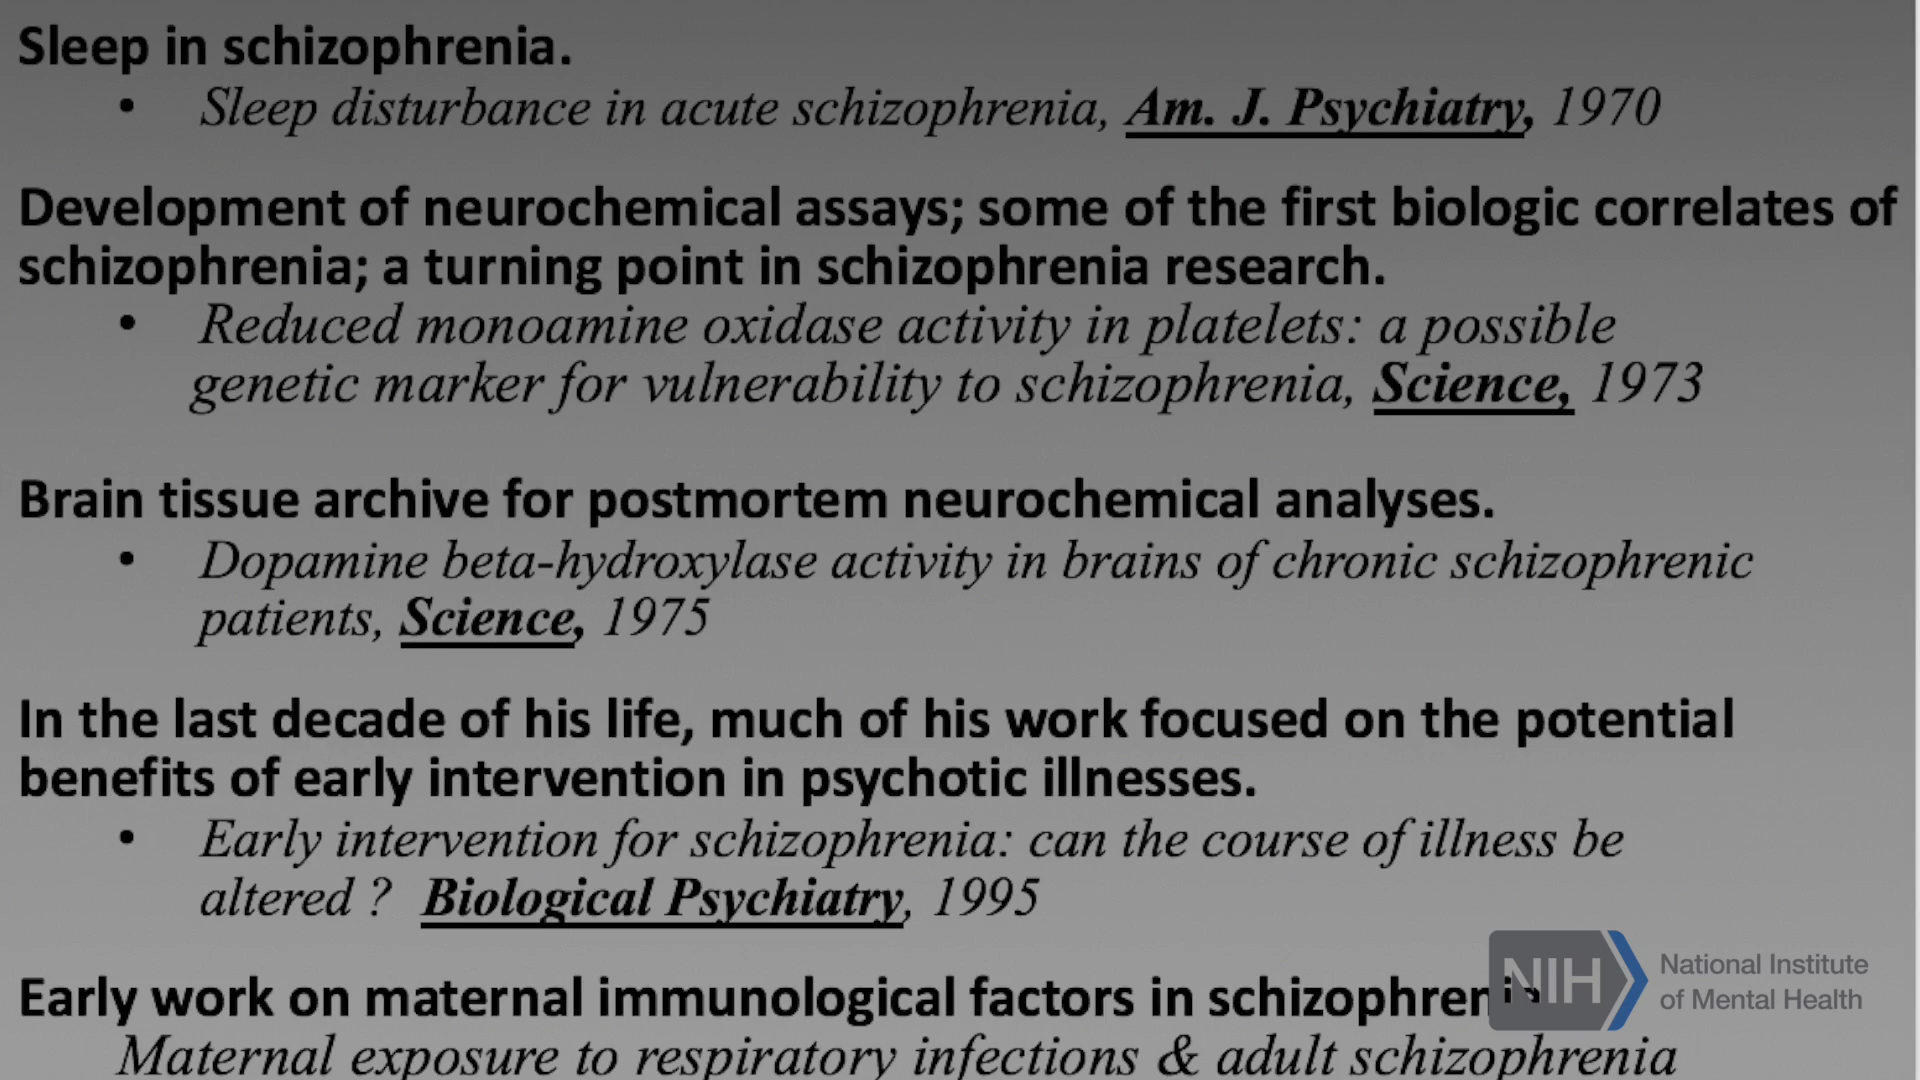 Sleep in schizophrenia.
• Sleep disturbance in acute schizophrenia, Am. J. Psychiatry, 1970
Development of neurochemical assays; some of the first biologic correlates of
schizophrenia; a turning point in schizophrenia research.
• Reduced monoamine oxidase activity in platelets: a possible
genetic marker for vulnerability to schizophrenia, Science, 1973
Brain tissue archive for postmortem neurochemical analyses.
• Dopamine beta-hydroxylase activity in brains of chronic schizophrenic
patients, Science, 1975
In the last decade of his life, much of his work focused on the potential
benefits of early intervention in psychotic illnesses.
• Early intervention for schizophrenia: can the course of illness be
altered ? Biological Psychiatry, 1995
Early work on maternal immunological factors in schizophrenia
Maternal exposure to respiratory infections & adult schizophrenia
NIH National Institute
of Mental Health